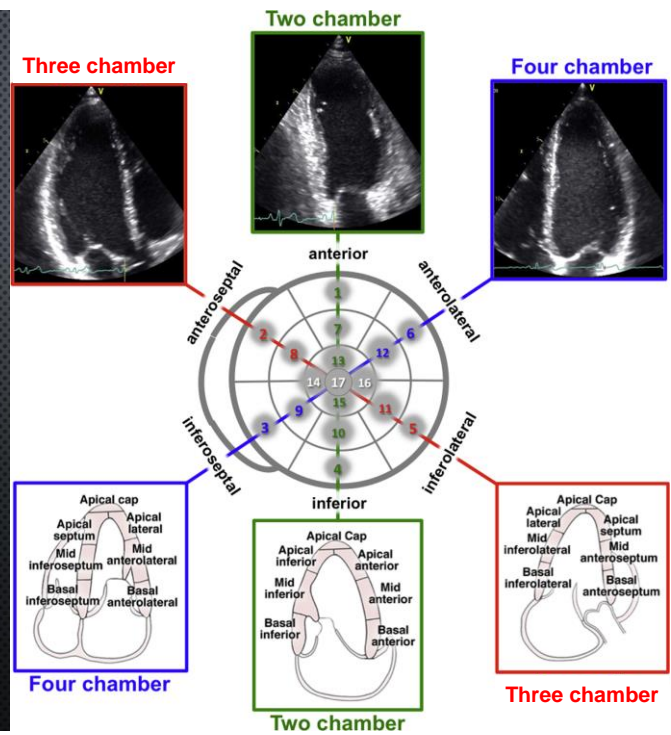 Two chamber
Three chamber
Four chamber
V
V
V
anterior
anteroseptal
anterolateral
1
2
6
7
8
12
13
14
17
16
15
9
11
3
5
10
4
inferoseptal
inferolateral
inferior
Apical cap
Apical
septum
Apical
lateral
Mid
inferoseptum
Mid
anterolateral
Basal
inferoseptum
Basal
anterolateral
Four chamber
Apical Cap
Apical
inferior
Apical
anterior
Mid
inferior
Mid
anterior
Basal
inferior
Basal
anterior
Two chamber
Apical Cap
Apical
lateral
Apical
septum
Mid
inferolateral
Mid
anteroseptum
Basal
inferolateral
Basal
anteroseptum
Three chamber